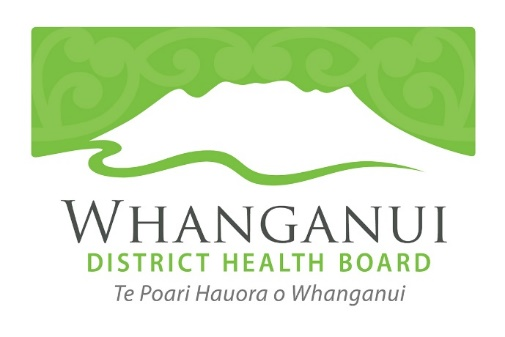 WHANGANUI
DISTRICT HEALTH BOARD
Te Poari Hauora o Whanganui